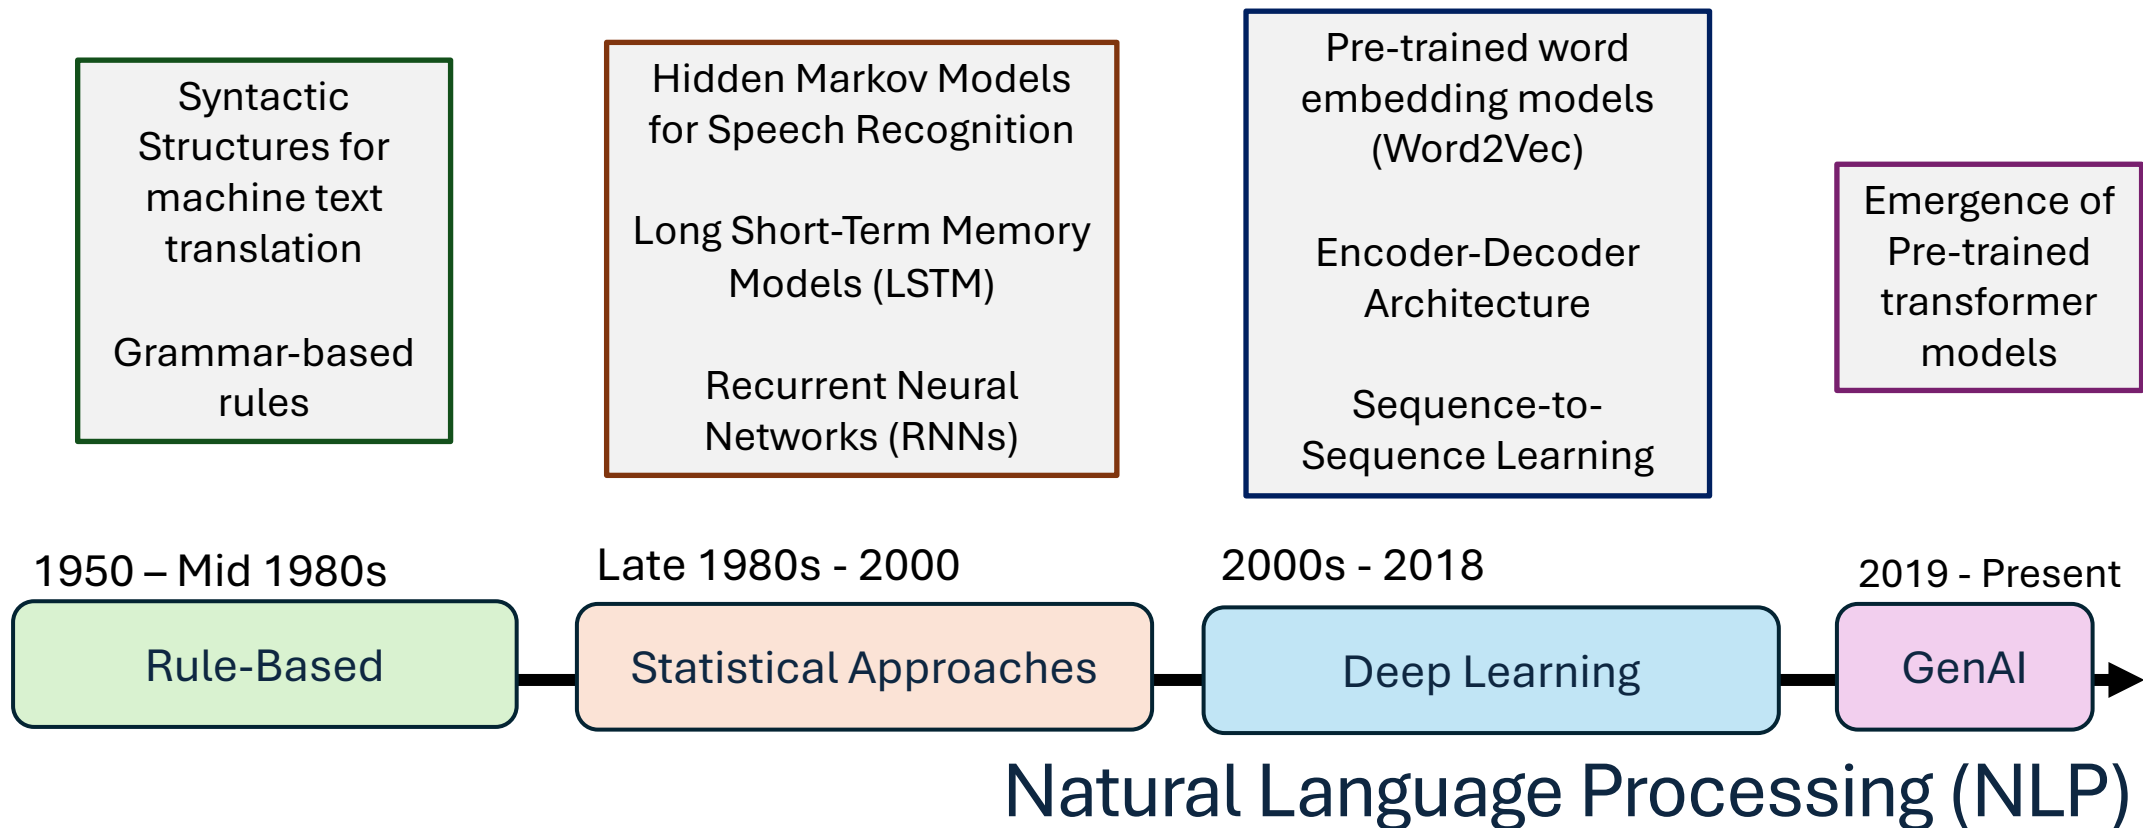 Syntactic
Structures for
machine text
translation
Grammar-based
rules
Hidden Markov Models
for Speech Recognition
Long Short-Term Memory
Models (LSTM)
Recurrent Neural
Networks (RNNs)
Pre-trained word
embedding models
(Word2Vec)
Encoder-Decoder
Architecture
Sequence-to-
Sequence Learning
Emergence of
Pre-trained
transformer
models
1950 – Mid 1980s
Late 1980s - 2000
2000s - 2018
2019 - Present
Rule-Based
Statistical Approaches
Deep Learning
GenAI
Natural Language Processing (NLP)